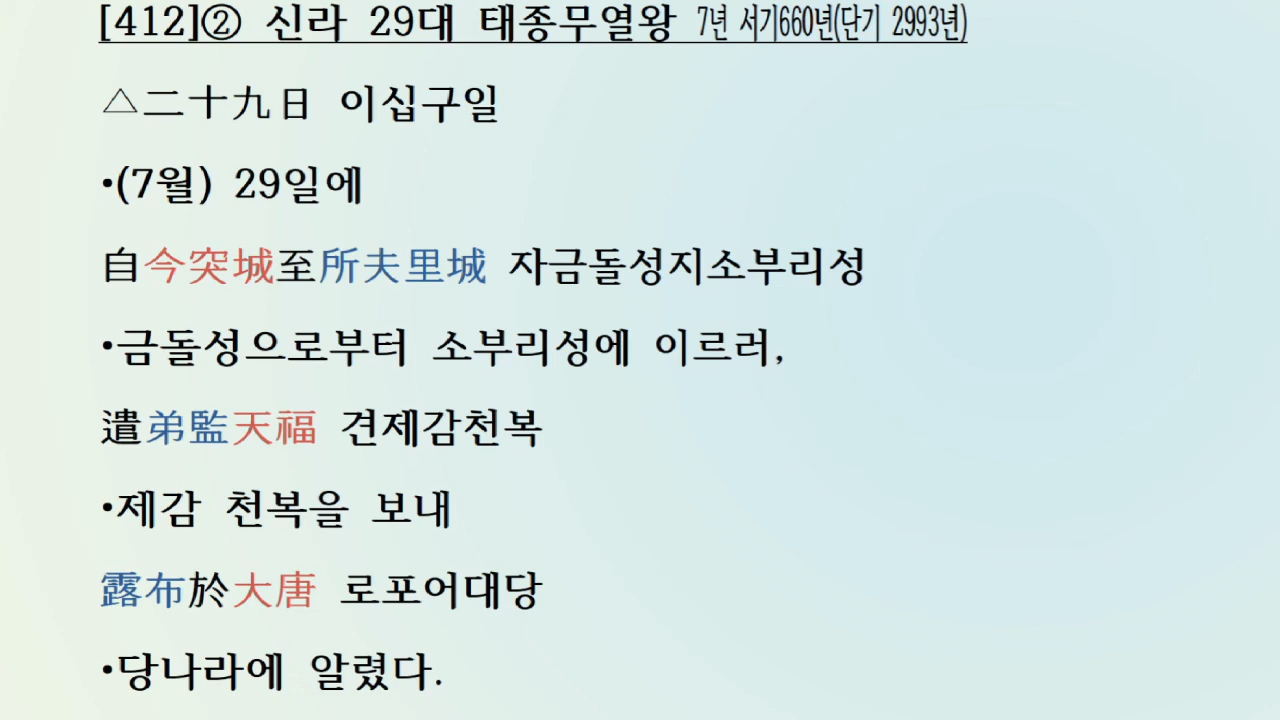 [412]② 신라 29대 태종무열왕 7년 서기660년(단기 2993년)
△二十九日 이십구일
•(7월) 29일에
自今突城至所夫里城 자금돌성지소부리성
•금돌성으로부터 소부리성에 이르러,
遣弟監天福 견제감천복
•제감 천복을 보내
露布於大唐 로포어대당
•당나라에 알렸다.